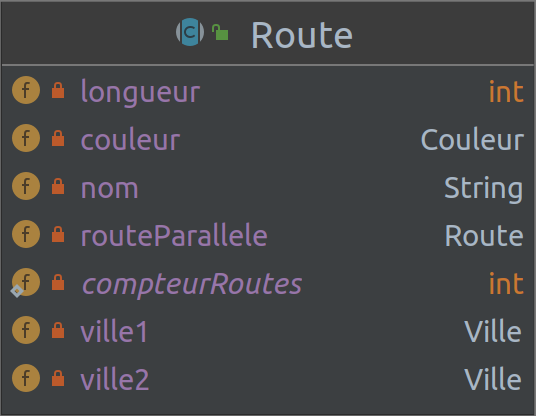 Route
longueur int
couleur Couleur
nom String
routeParallele Route
compteurRoutes int
ville1 Ville
ville2 Ville